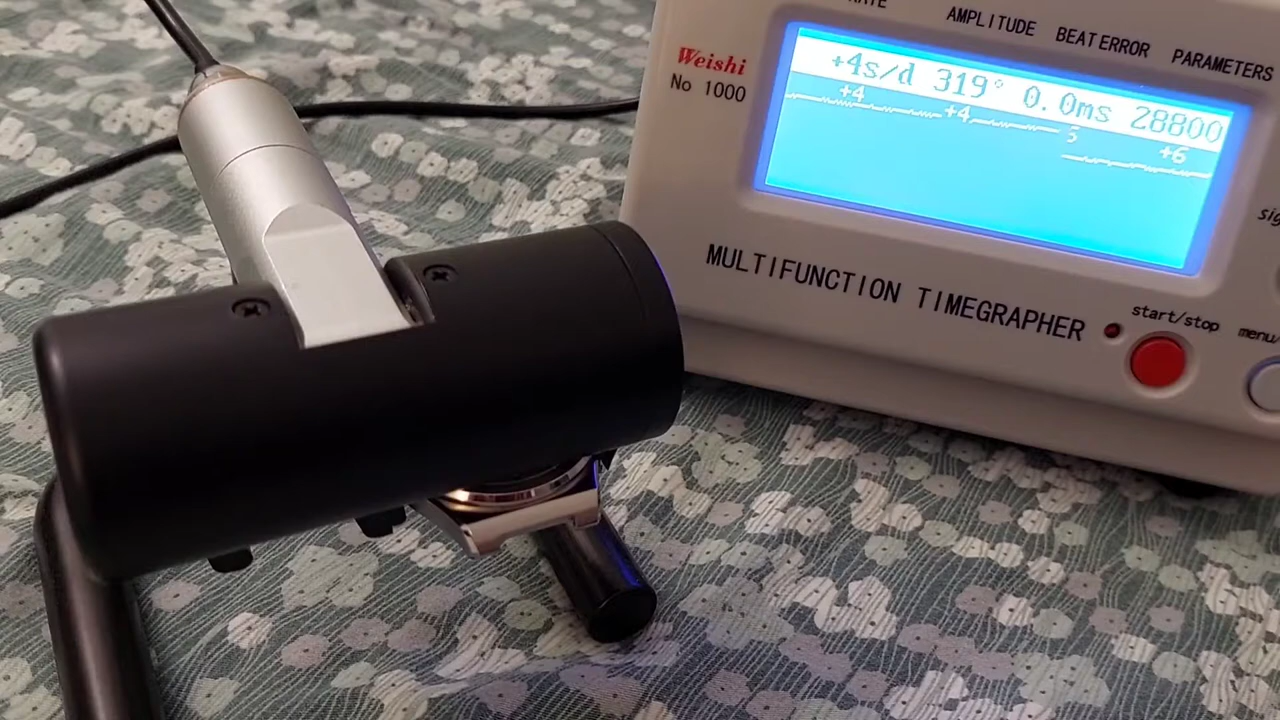 AMPLITUDE BEAT ERROR PARAMETERS
Weishi
No 1000
+4s/d 319° 0.0ms 28800
+4 +4 5 +6
MULTIFUNCTION TIMEGRAPHER
start/stop